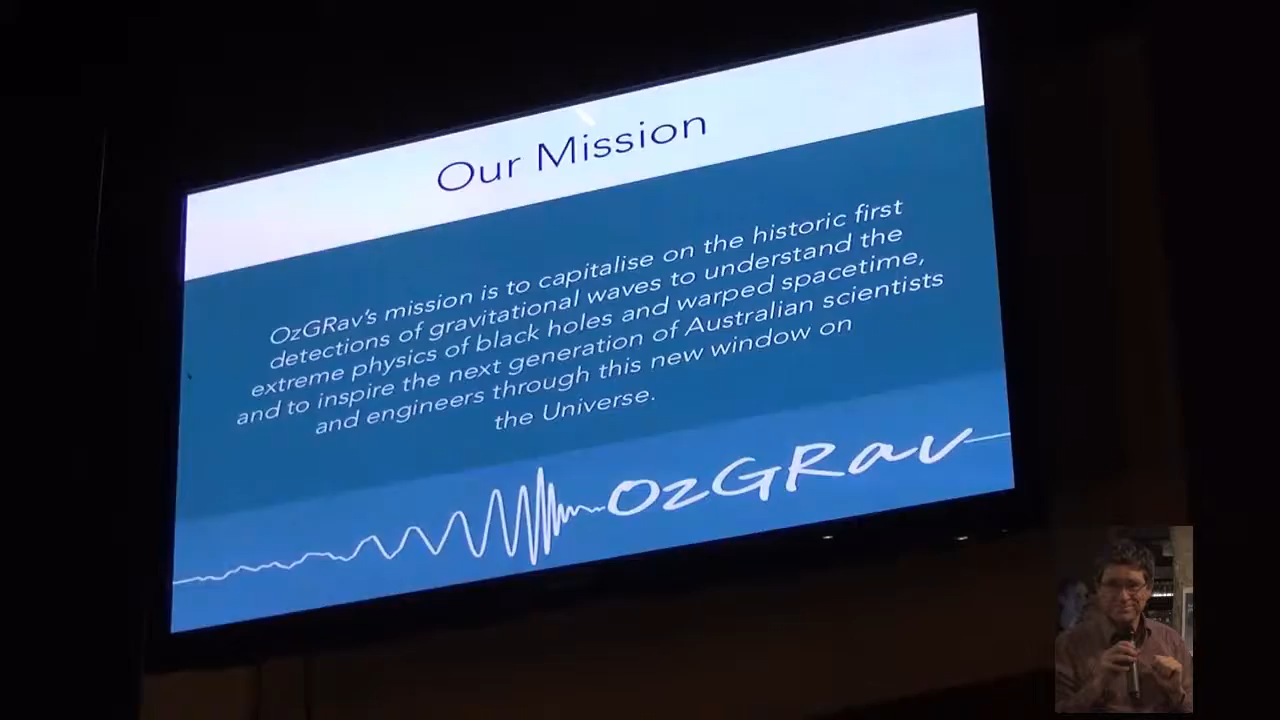 Our Mission
OzGRav's mission is to capitalise on the historic first
detections of gravitational waves to understand the
extreme physics of black holes and warped spacetime,
and to inspire the next generation of Australian scientists
and engineers through this new window on
the Universe.
OzGRav